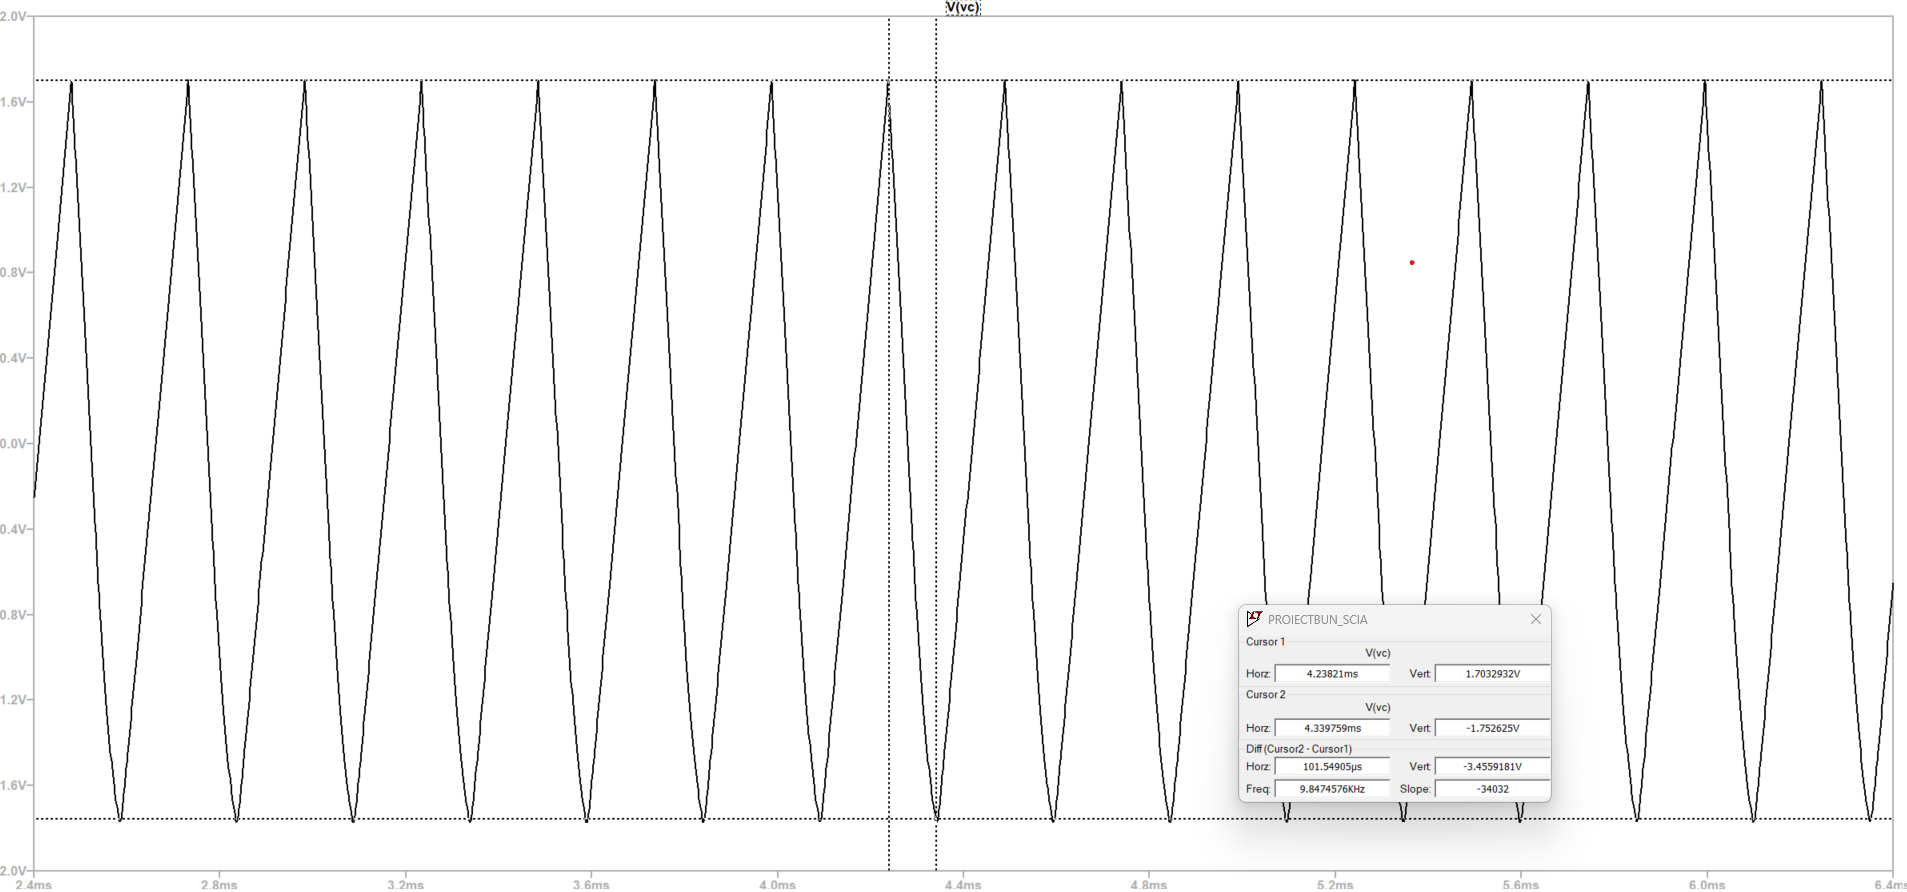 V(vc)
2.0V
1.6V
1.2V
0.8V
0.4V
0.0V
0.4V
0.8V
1.2V
1.6V
2.0V
2.4ms 2.8ms 3.2ms 3.6ms 4.0ms 4.4ms 4.8ms 5.2ms 5.6ms 6.0ms 6.4m
PROIECTBUN_SCIA
Cursor 1
V(vc)
Horz: 4.23821ms Vert: 1.7032932V
Cursor 2
V(vc)
Horz: 4.339759ms Vert: -1.752625V
Diff (Cursor2 - Cursor1)
Horz: 101.54905µs Vert: -3.4559181V
Freq: 9.8474576KHz Slope: -34032